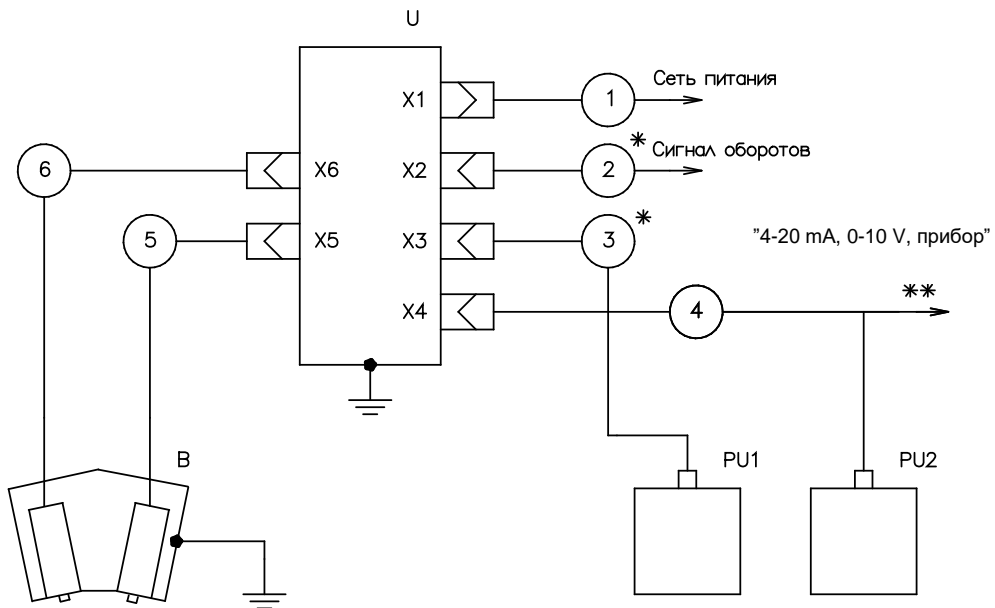 U
X1
1
Сеть питания
6
X6
X2
2
*
Сигнал оборотов
5
X5
X3
3
*
"4-20 mA, 0-10 V, прибор"
X4
4
**
B
PU1
PU2